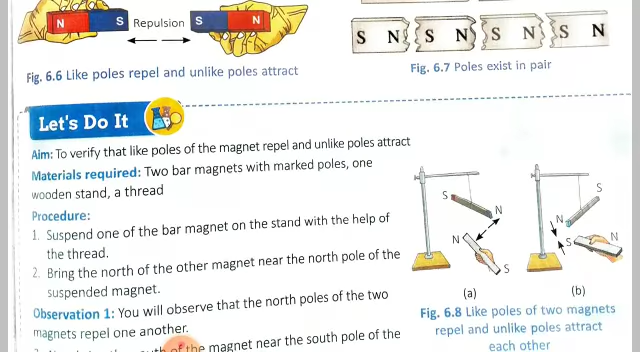 N S Repulsion S N
S N S N S N S N
Fig. 6.6 Like poles repel and unlike poles attract
Fig. 6.7 Poles exist in pair
Let's Do It
Aim: To verify that like poles of the magnet repel and unlike poles attract
Materials required: Two bar magnets with marked poles, one
wooden stand, a thread
Procedure:
1. Suspend one of the bar magnet on the stand with the help of
the thread.
2. Bring the north of the other magnet near the north pole of the
suspended magnet.
Observation 1: You will observe that the north poles of the two
magnets repel one another.
of the magnet near the south pole of the
S N N S
S N S N
(a) (b)
Fig. 6.8 Like poles of two magnets
repel and unlike poles attract
each other